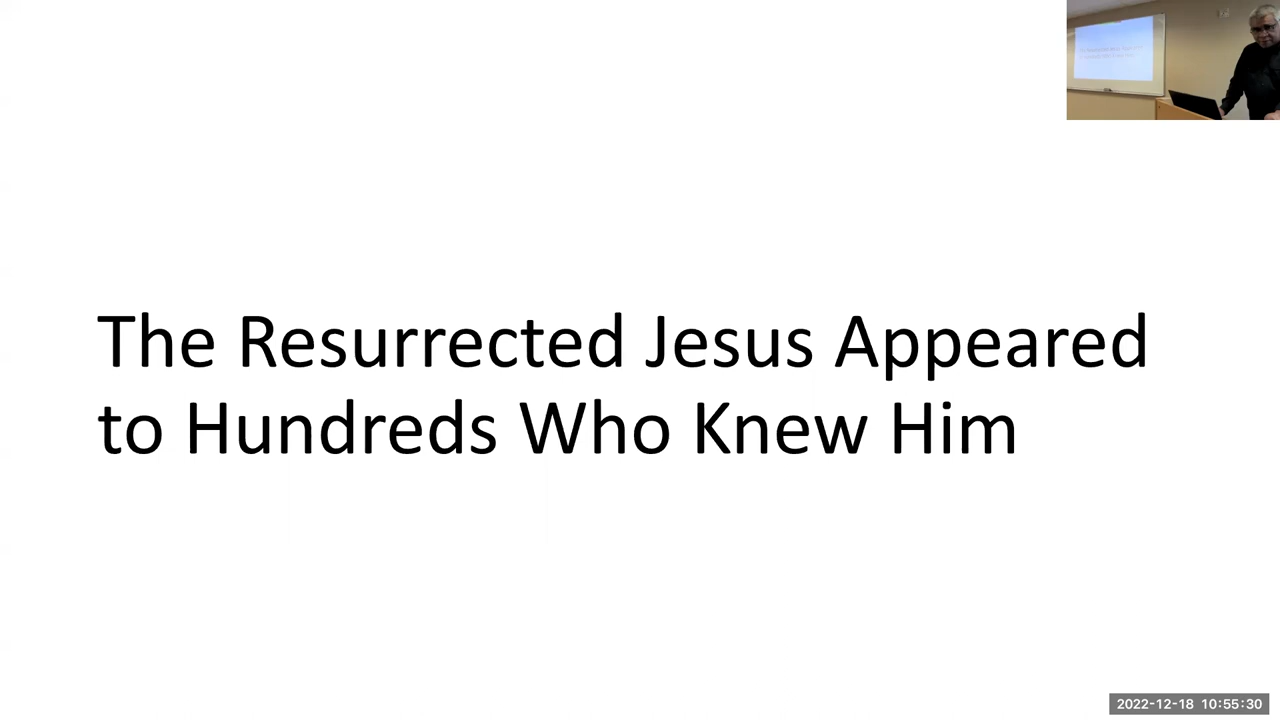 The Resurrected Jesus Appeared
to Hundreds Who Knew Him
2022-12-18 10:55:30